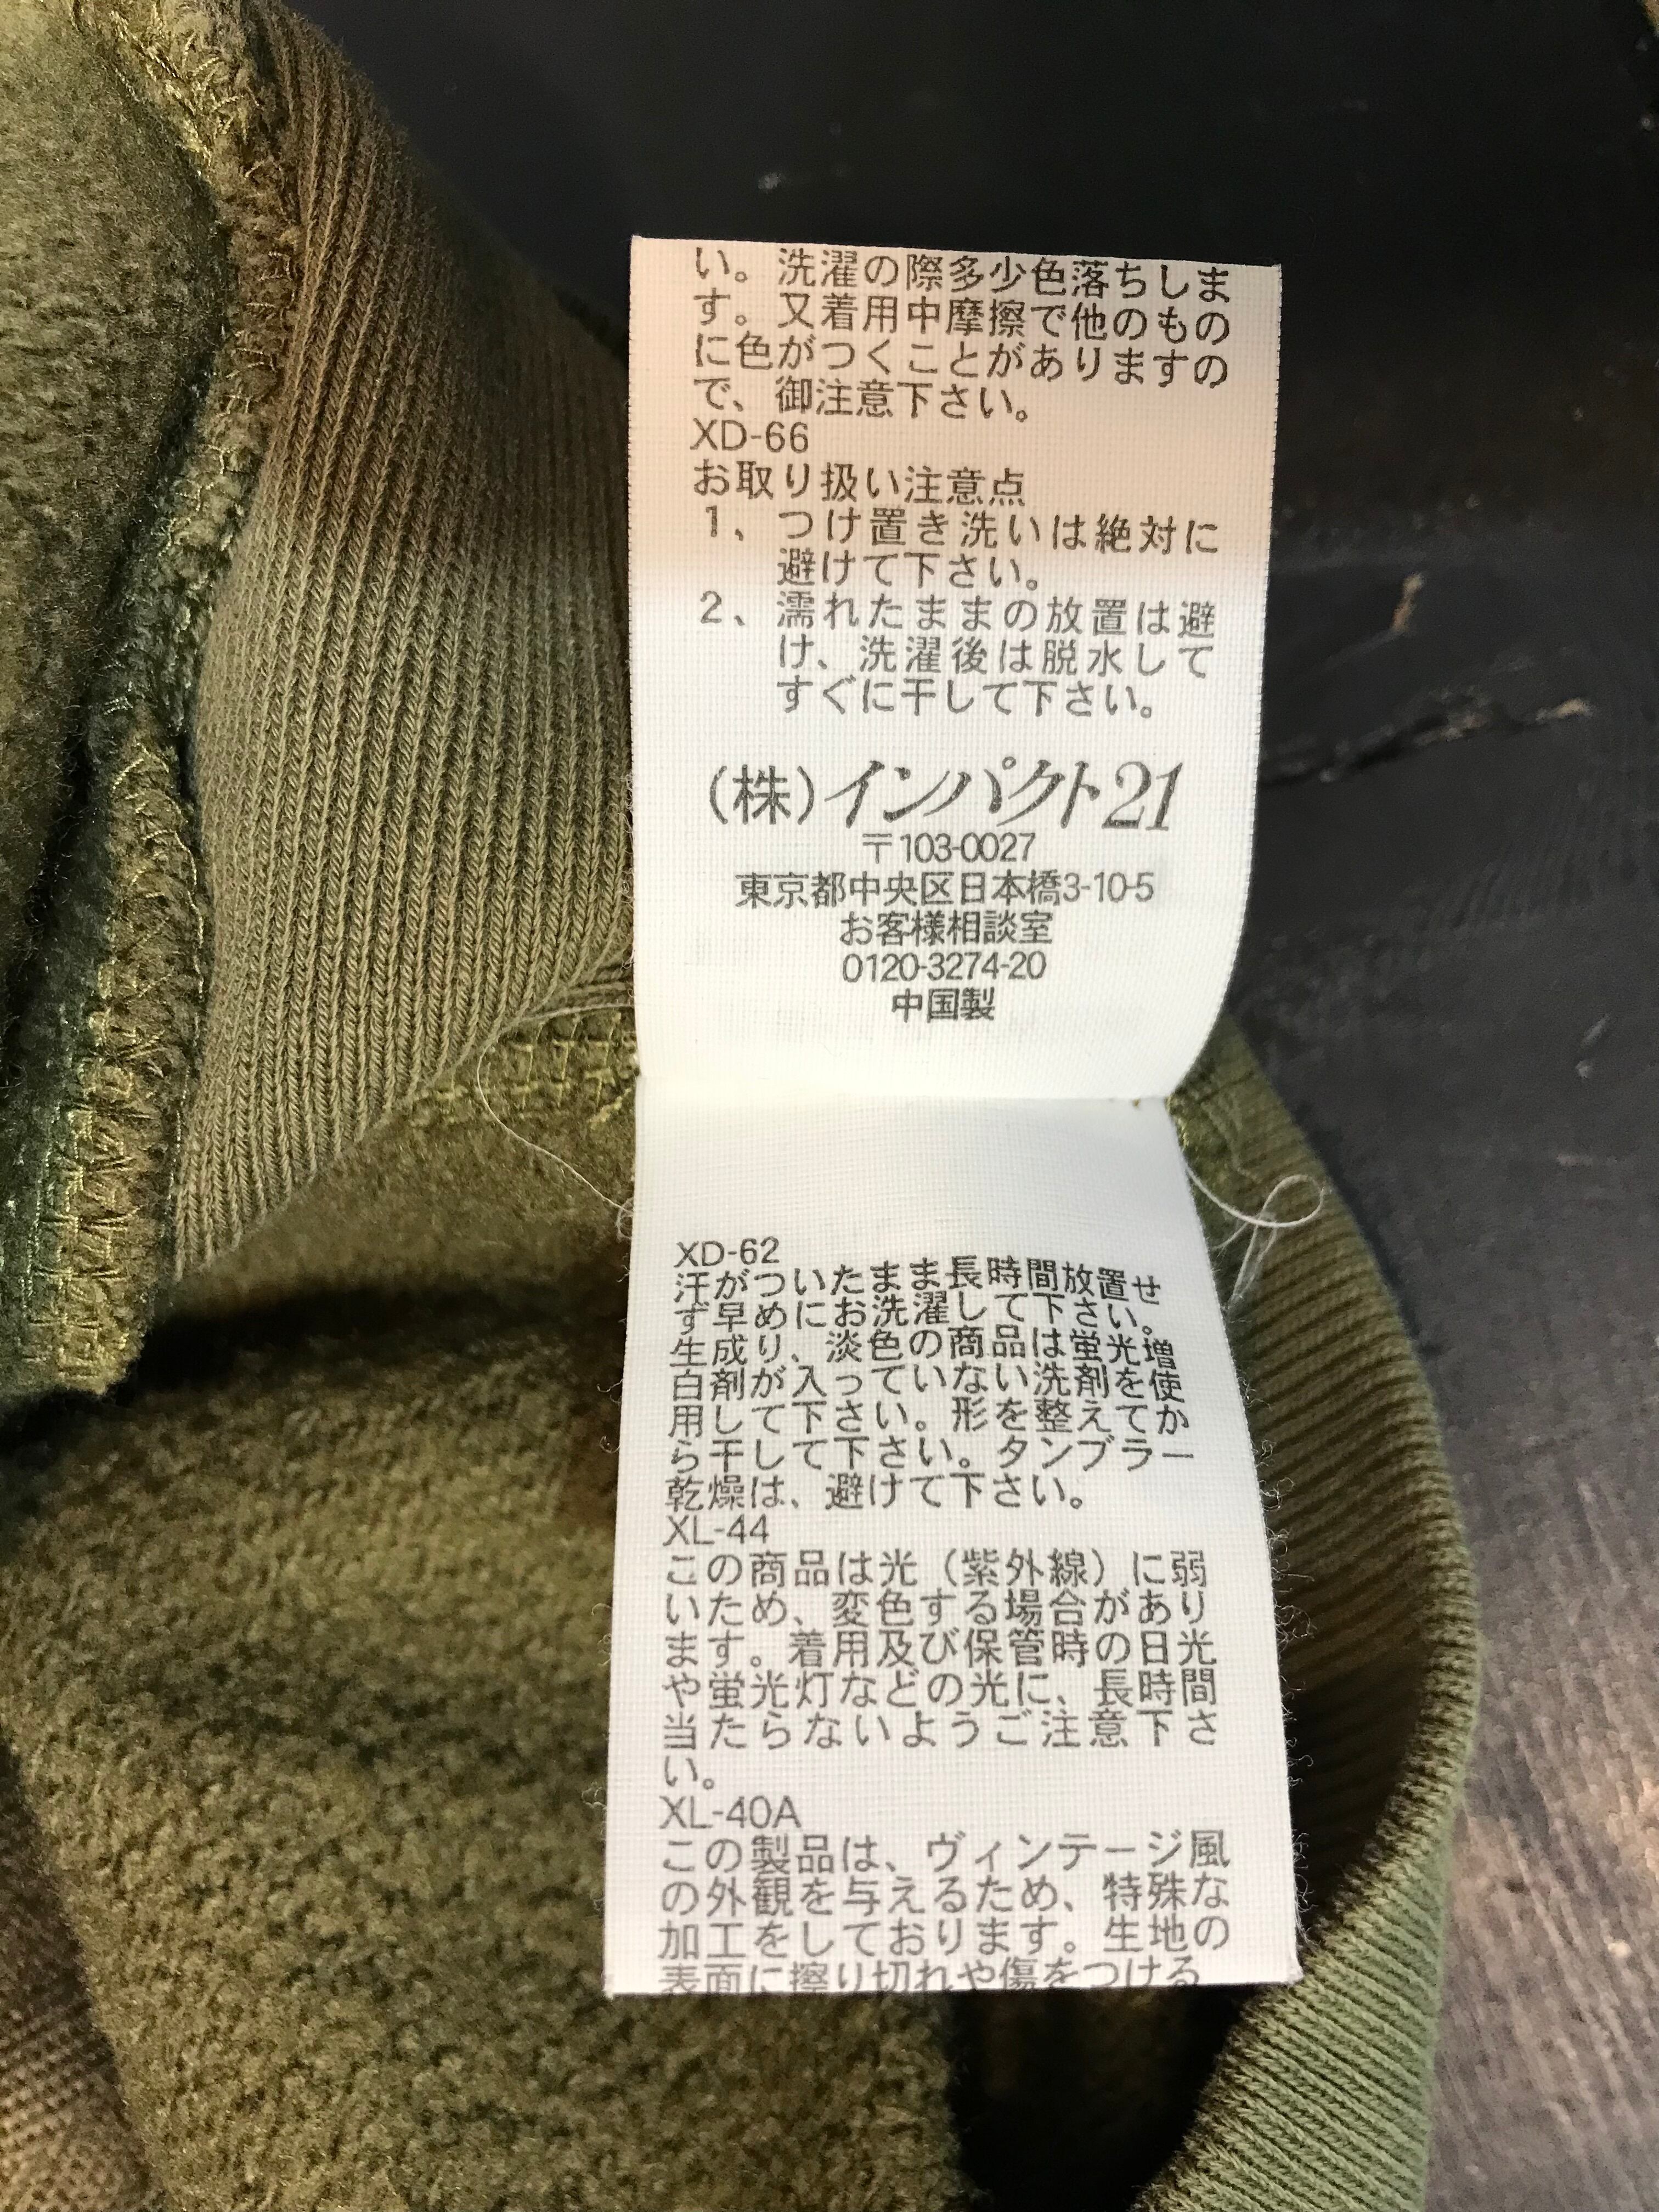 い。洗濯の際多少色落ちしま
す。又着用中摩擦で他のもの
に色がつくことがありますの
で、御注意下さい。
XD-66
お取り扱い注意点
1、つけ置き洗いは絶対に
避けて下さい。
2、濡れたままの放置は避
け、洗濯後は脱水して
すぐに干して下さい。
(株)インパクト21
〒103-0027
東京都中央区日本橋3-10-5
お客様相談室
0120-3274-20
中国製
XD-62
汗がついたまま長時間放置せ
ず早めにお洗濯して下さい。
生成り、淡色の商品は蛍光増
白剤が入っていない洗剤を使
用して下さい。形を整えてか
ら干して下さい。タンブラー
乾燥は、避けて下さい。
XL-44
この商品は光（紫外線）に弱
いため、変色する場合があり
ます。着用及び保管時の日光
や蛍光灯などの光に、長時間
当たらないようご注意下さ
い。
XL-40A
この製品は、ヴィンテージ風
の外観を与えるため、特殊な
加工をしております。生地の
表面に擦り切れや傷をつける